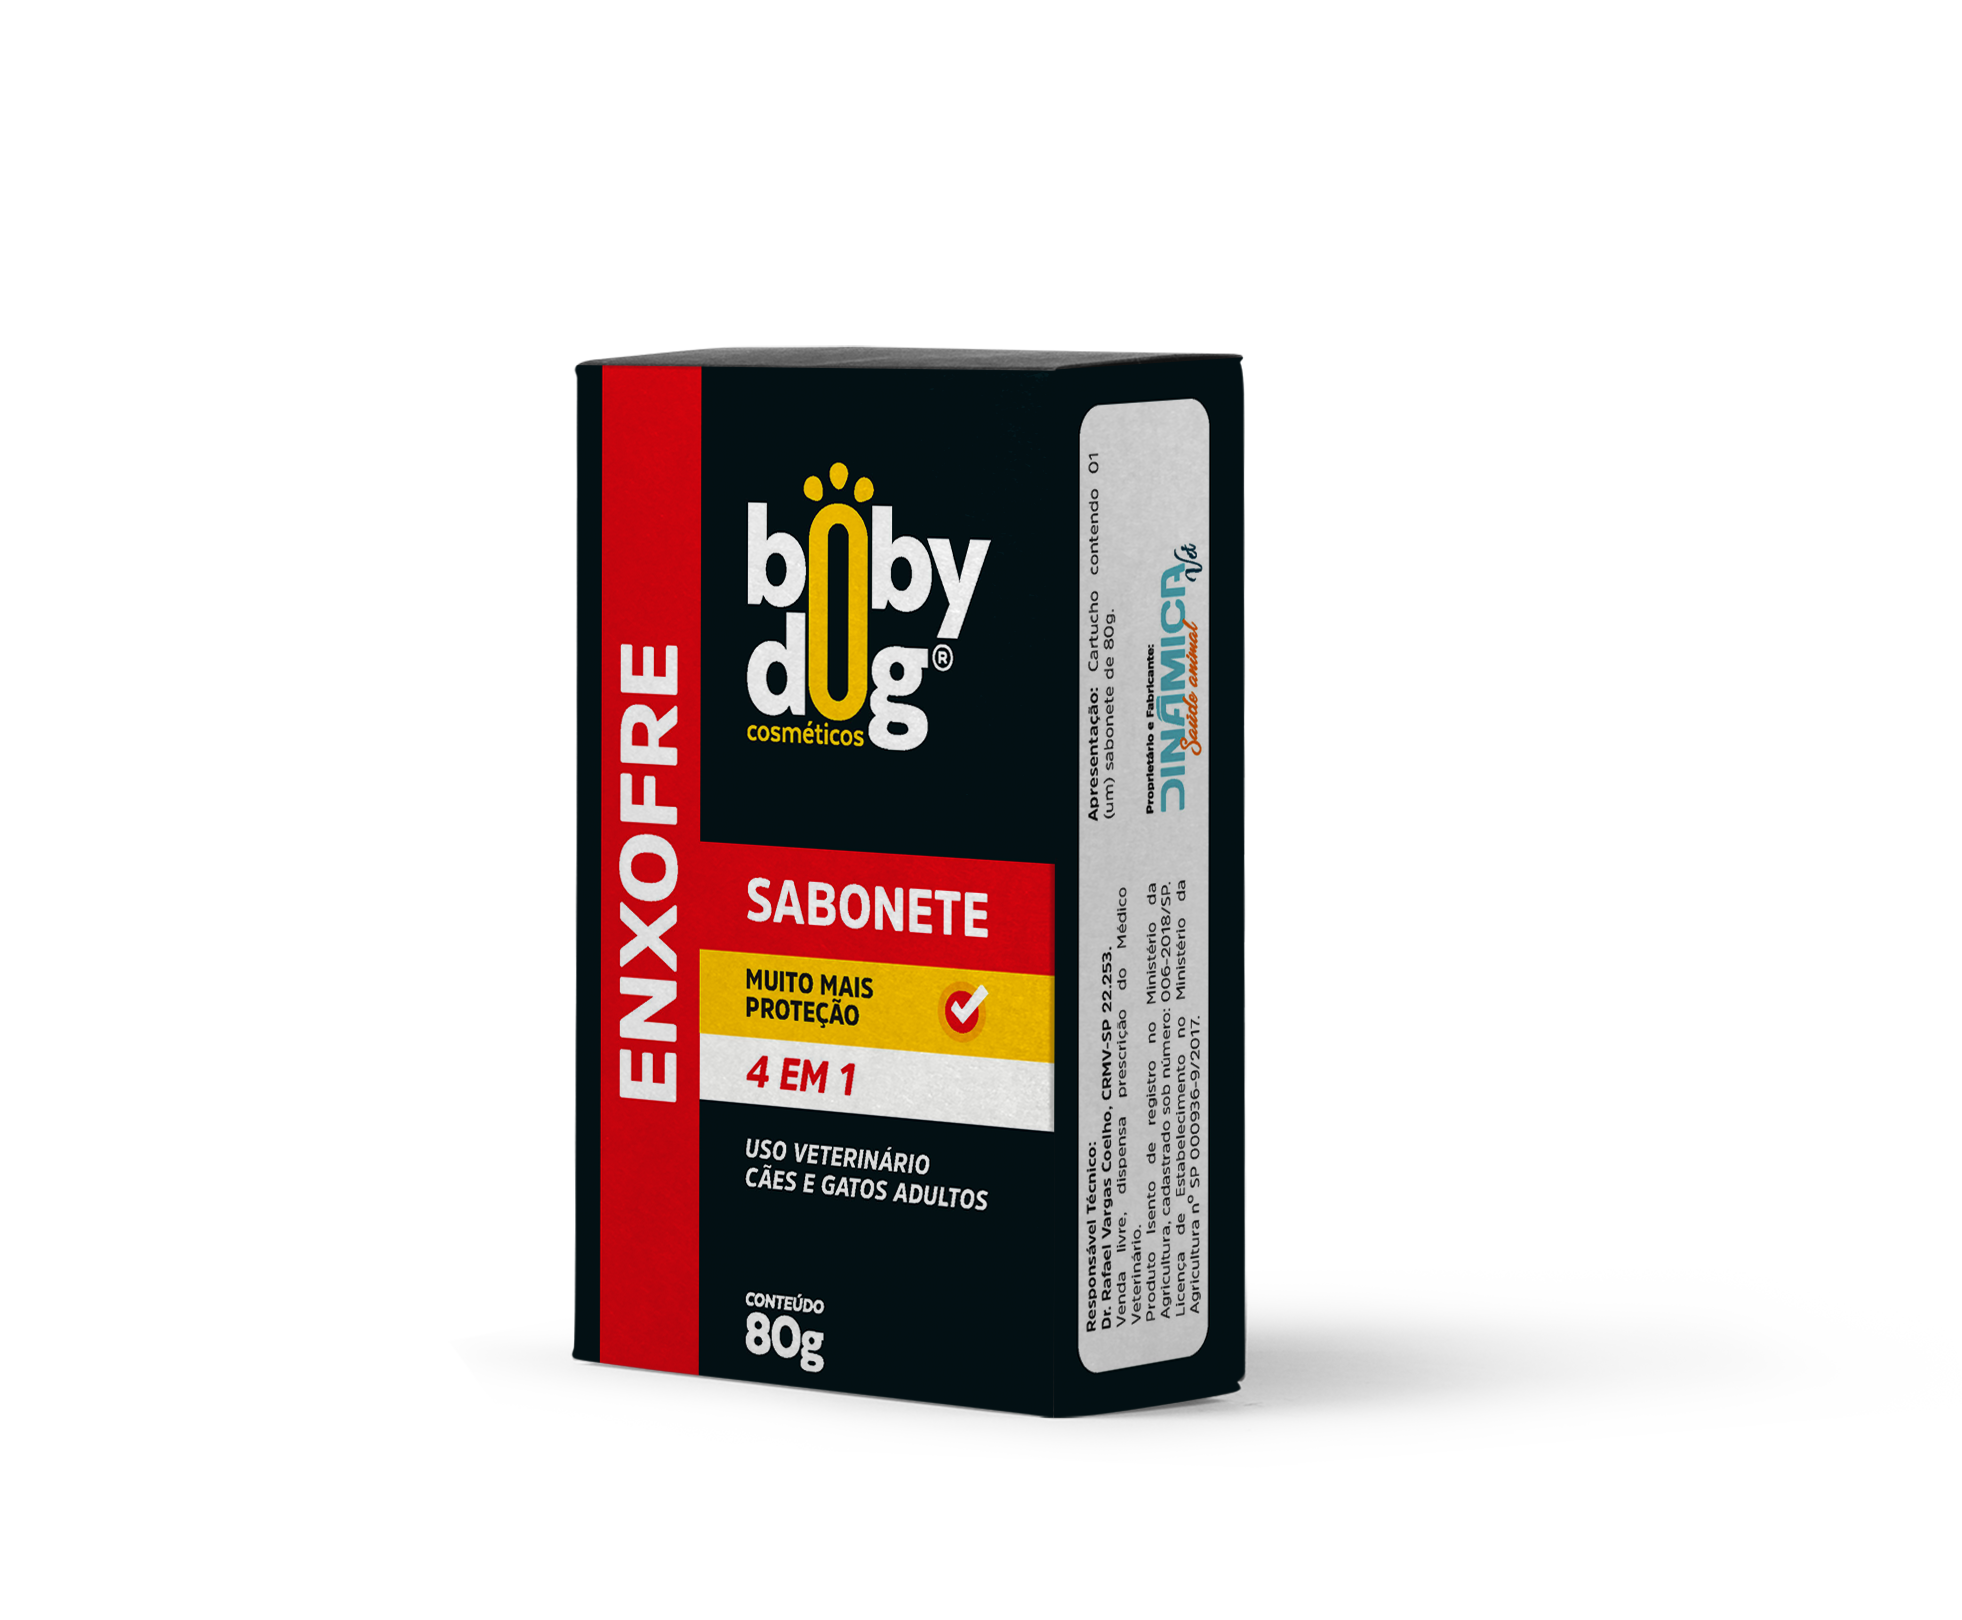 ENXOFRE
boby
dog®
cosméticos
SABONETE
MUITO MAIS
PROTEÇÃO
4 EM 1
USO VETERINÁRIO
CÃES E GATOS ADULTOS
CONTEÚDO
80g
Responsável Técnico:
Dr. Rafael Vargas Coelho, CRMV-SP 22.253.
Venda livre, dispensa prescrição do Médico
Veterinário.
Produto Isento de registro no Ministério da
Agricultura, cadastrado sob número: 006-2018/SP.
Licença de Estabelecimento no Ministério da
Agricultura nº SP 000936-9/2017.
Apresentação: Cartucho contendo 01
(um) sabonete de 80g.
Proprietário e Fabricante:
DINÂMICA Vet
Saúde animal